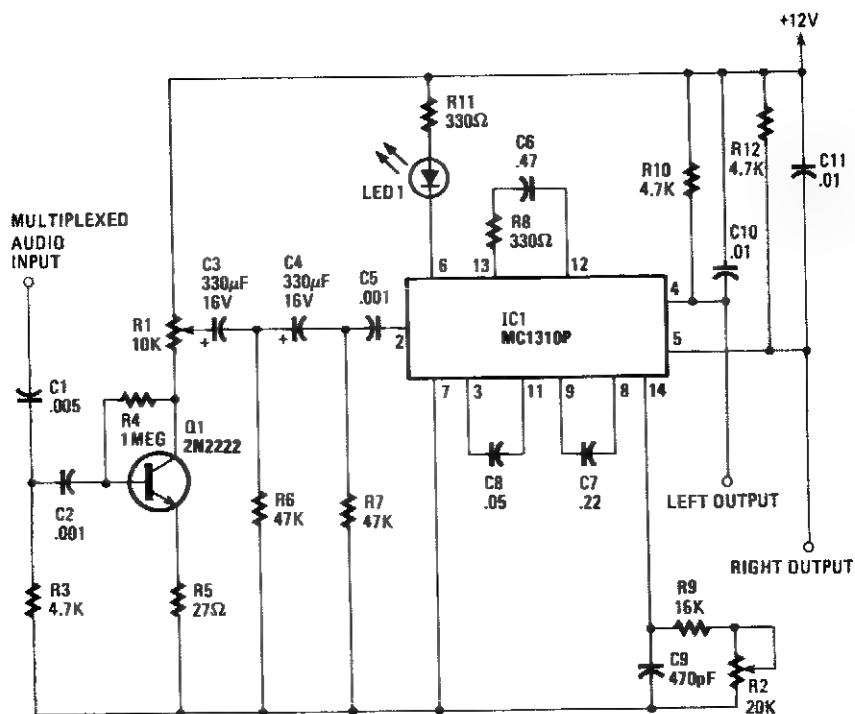 +12V
R11
330Ω
C6
.47
LED1
R8
330Ω
R10
4.7K
R12
4.7K
C11
.01
C10
.01
MULTIPLEXED
AUDIO
INPUT
C3
330µF
16V
C4
330µF
16V
C5
.001
6
13
12
4
5
2
IC1
MC1310P
R1
10K
+
+
7
3
11
9
8
14
C1
.005
R4
1MEG
Q1
2N2222
C2
.001
C8
.05
C7
.22
R6
47K
R7
47K
LEFT OUTPUT
RIGHT OUTPUT
R3
4.7K
R5
27Ω
R9
16K
C9
470pF
R2
20K